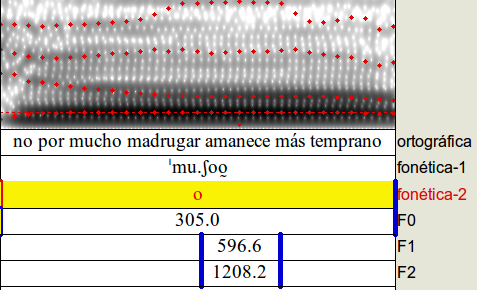 no por mucho madrugar amanece más temprano ortográfica
ˈmu.ʃoo̯ fonética-1
o fonética-2
305.0 F0
596.6 F1
1208.2 F2